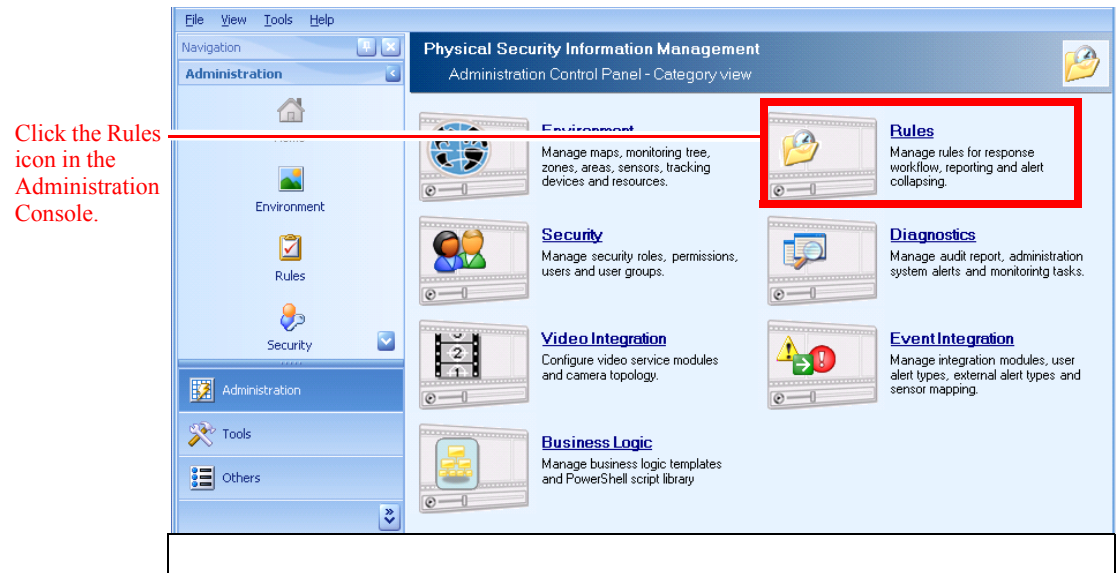 File View Tools Help
Navigation
Administration
Physical Security Information Management
Administration Control Panel - Category view
Click the Rules
icon in the
Administration
Console.
Home
Environment
Rules
Security
Administration
Tools
Others
Environment
Manage maps, monitoring tree,
zones, areas, sensors, tracking
devices and resources.
Rules
Manage rules for response
workflow, reporting and alert
collapsing.
Security
Manage security roles, permissions,
users and user groups.
Diagnostics
Manage audit report, administration
system alerts and monitorintg tasks.
Video Integration
Configure video service modules
and camera topology.
Event Integration
Manage integration modules, user
alert types, external alert types and
sensor mapping.
Business Logic
Manage business logic templates
and PowerShell script library